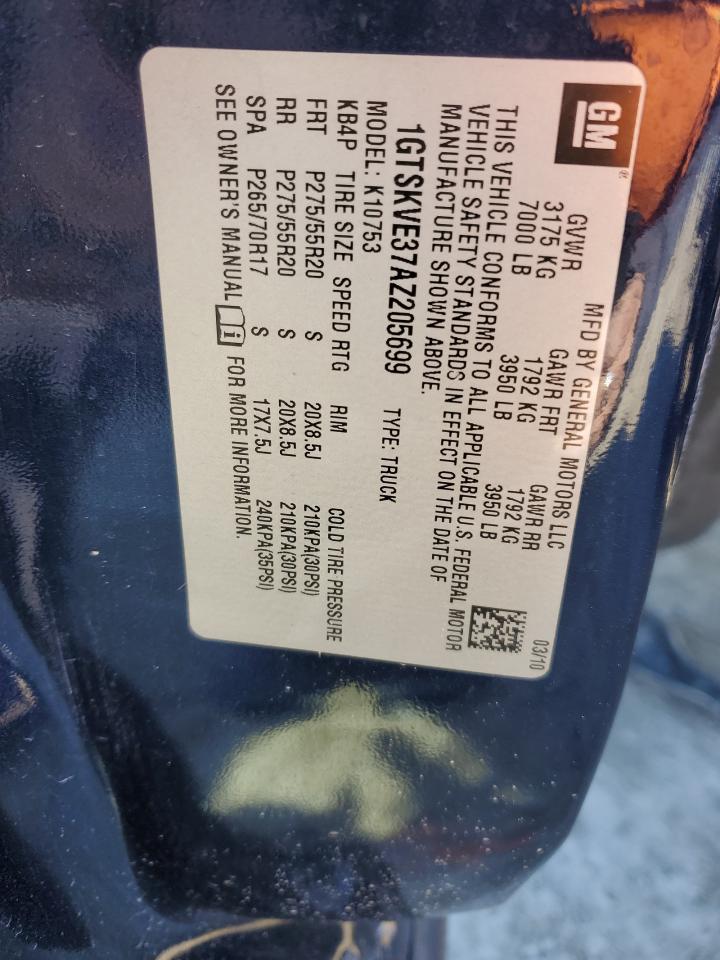 GM®
MFD BY GENERAL MOTORS LLC 03/10
GVWR GAWR FRT GAWR RR
3175 KG 1792 KG 1792 KG
7000 LB 3950 LB 3950 LB
THIS VEHICLE CONFORMS TO ALL APPLICABLE U.S. FEDERAL MOTOR
VEHICLE SAFETY STANDARDS IN EFFECT ON THE DATE OF
MANUFACTURE SHOWN ABOVE.
1GTSKVE37AZ205699 TYPE: TRUCK
MODEL: K10753
KB4P TIRE SIZE SPEED RTG RIM COLD TIRE PRESSURE
FRT P275/55R20 S 20X8.5J 210KPA(30PSI)
RR P275/55R20 S 20X8.5J 210KPA(30PSI)
SPA P265/70R17 S 17X7.5J 240KPA(35PSI)
SEE OWNER'S MANUAL i FOR MORE INFORMATION.